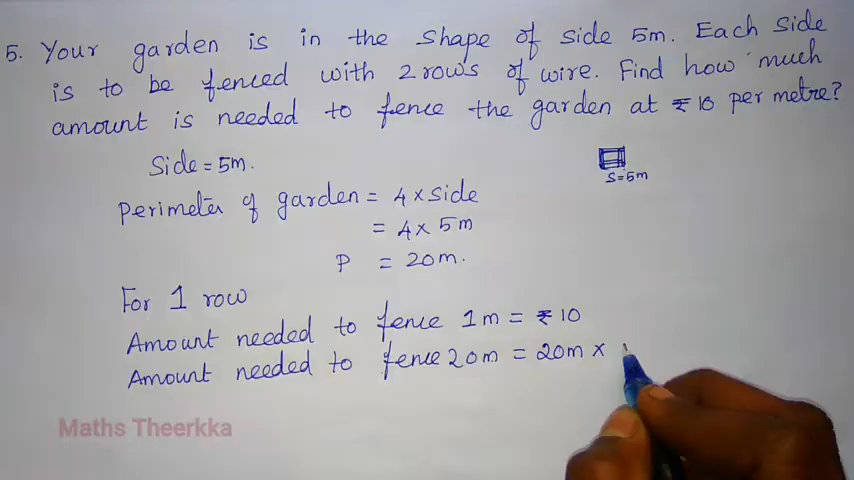 5. Your garden is in the shape of side 5m. Each side
is to be fenced with 2 rows of wire. Find how much
amount is needed to fence the garden at ₹ 10 per metre?
Side = 5m.
S=5m
Perimeter of garden = 4 × side
= 4 × 5m
P = 20m.
For 1 row
Amount needed to fence 1m = ₹ 10
Amount needed to fence 20m = 20m ×
Maths Theerkka